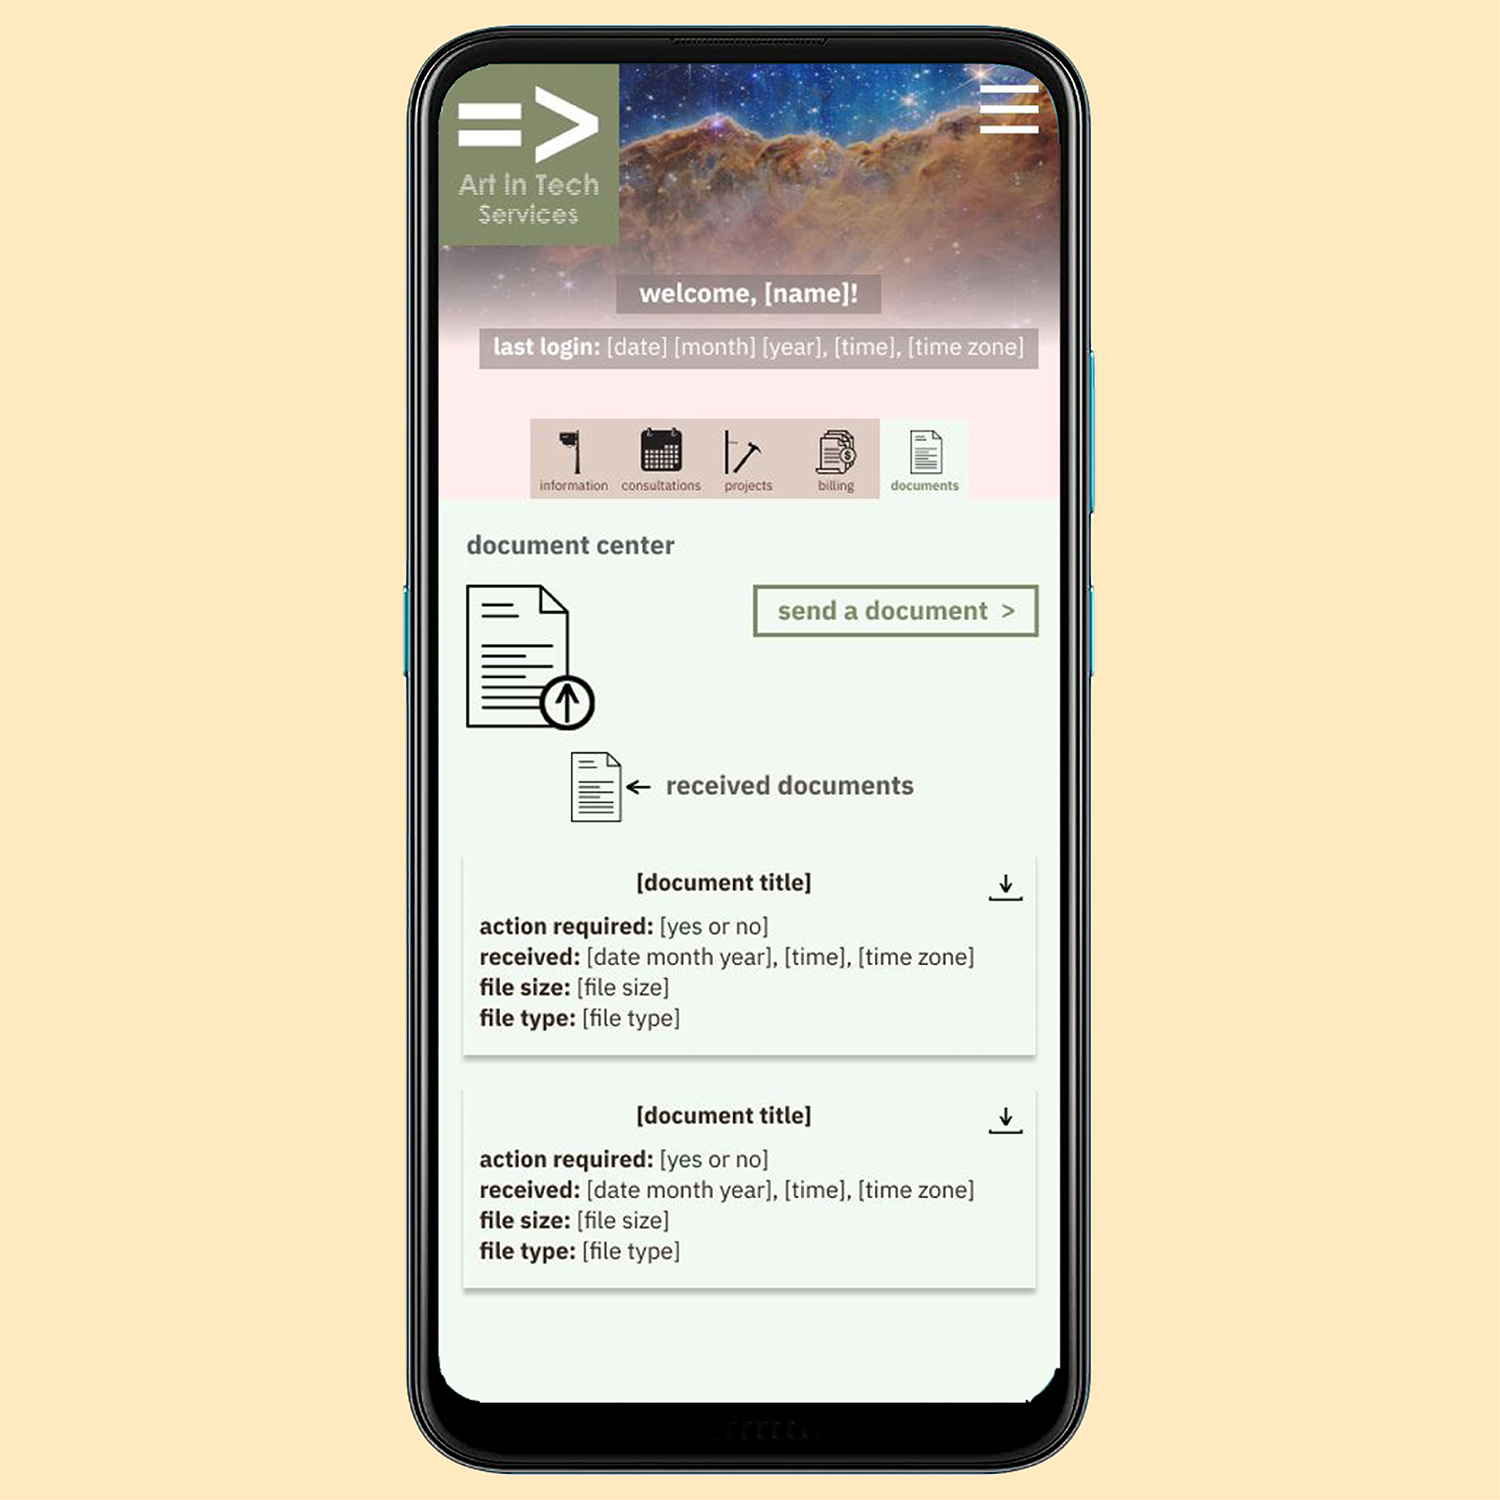 =>
Art in Tech
Services
welcome, [name]!
last login: [date] [month] [year], [time], [time zone]
information consultations projects billing documents
document center
send a document >
received documents
[document title]
action required: [yes or no]
received: [date month year], [time], [time zone]
file size: [file size]
file type: [file type]
[document title]
action required: [yes or no]
received: [date month year], [time], [time zone]
file size: [file size]
file type: [file type]